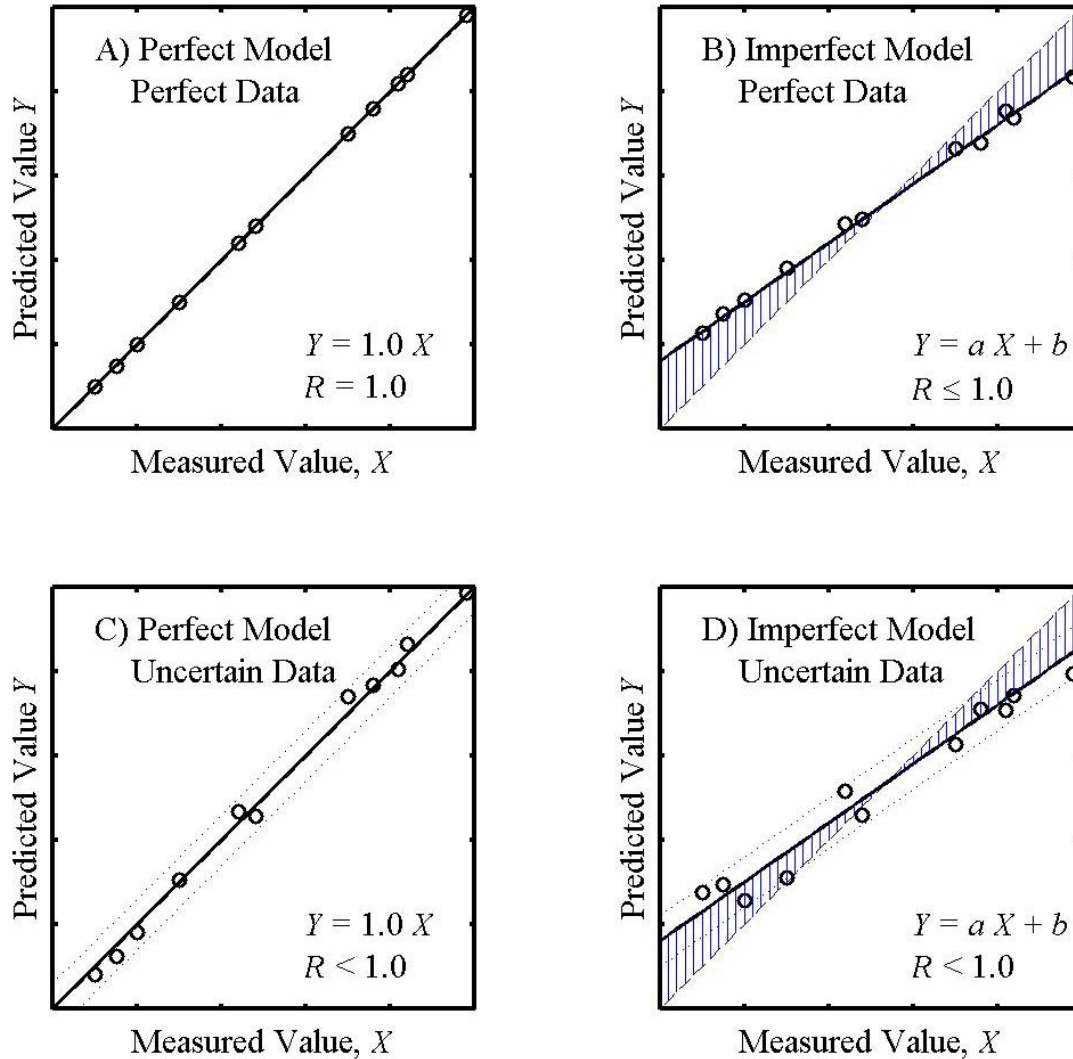 A) Perfect Model
Perfect Data
Predicted Value Y
Y = 1.0 X
R = 1.0
Measured Value, X
B) Imperfect Model
Perfect Data
Predicted Value Y
Y = a X + b
R ≤ 1.0
Measured Value, X
C) Perfect Model
Uncertain Data
Predicted Value Y
Y = 1.0 X
R < 1.0
Measured Value, X
D) Imperfect Model
Uncertain Data
Predicted Value Y
Y = a X + b
R < 1.0
Measured Value, X